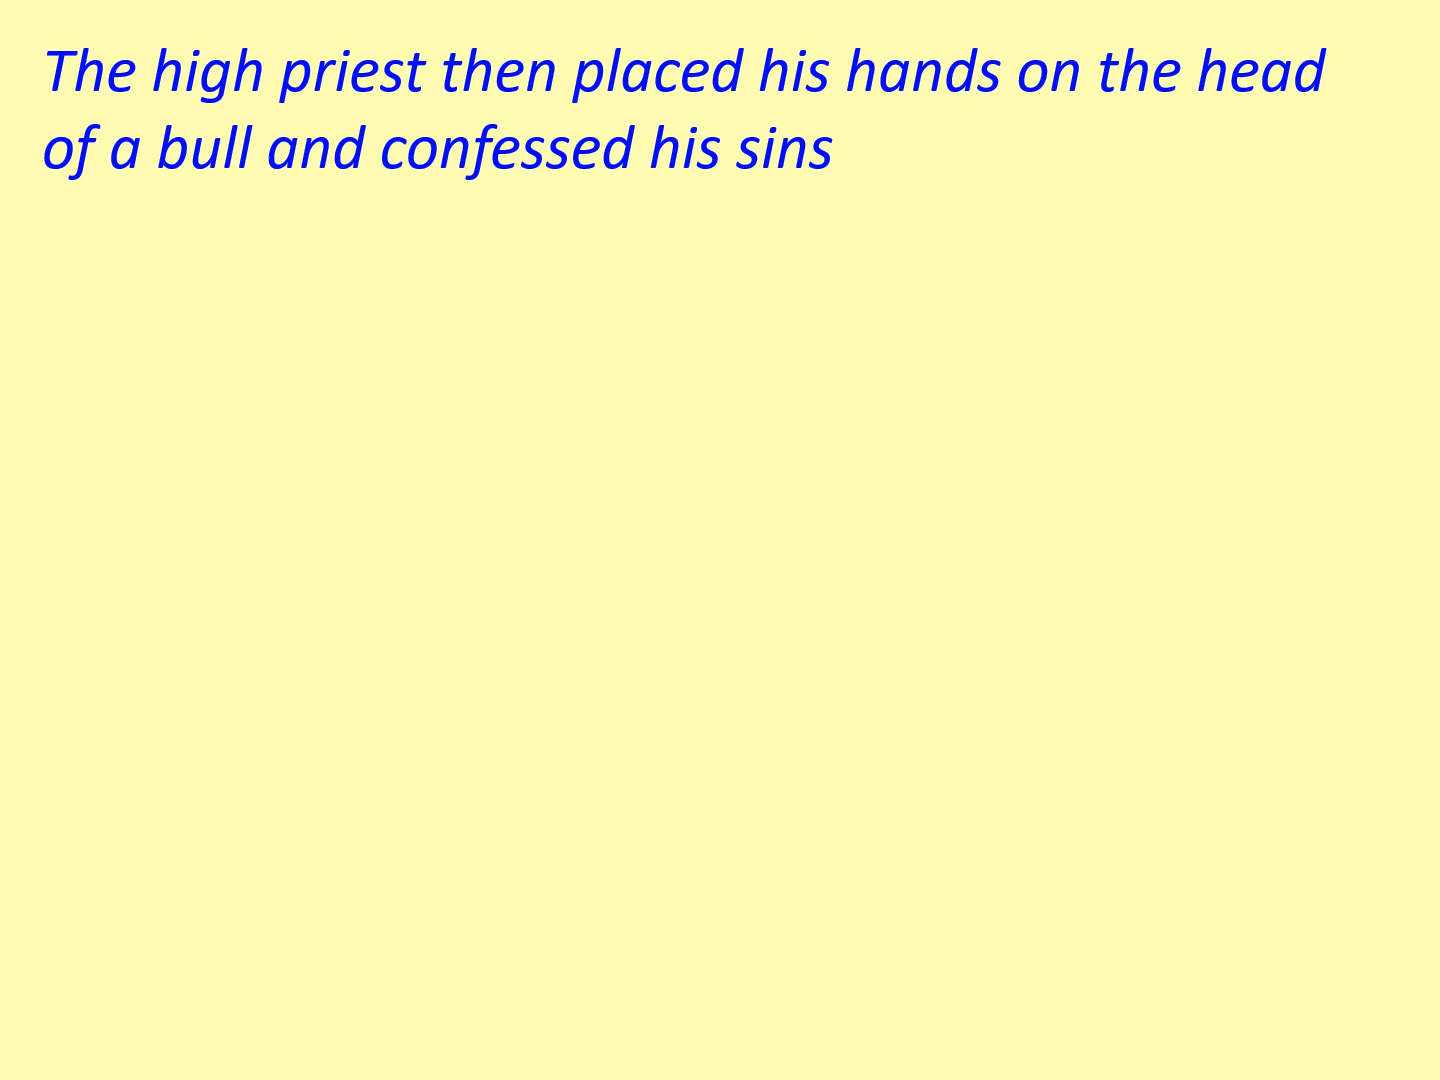 The high priest then placed his hands on the head
of a bull and confessed his sins